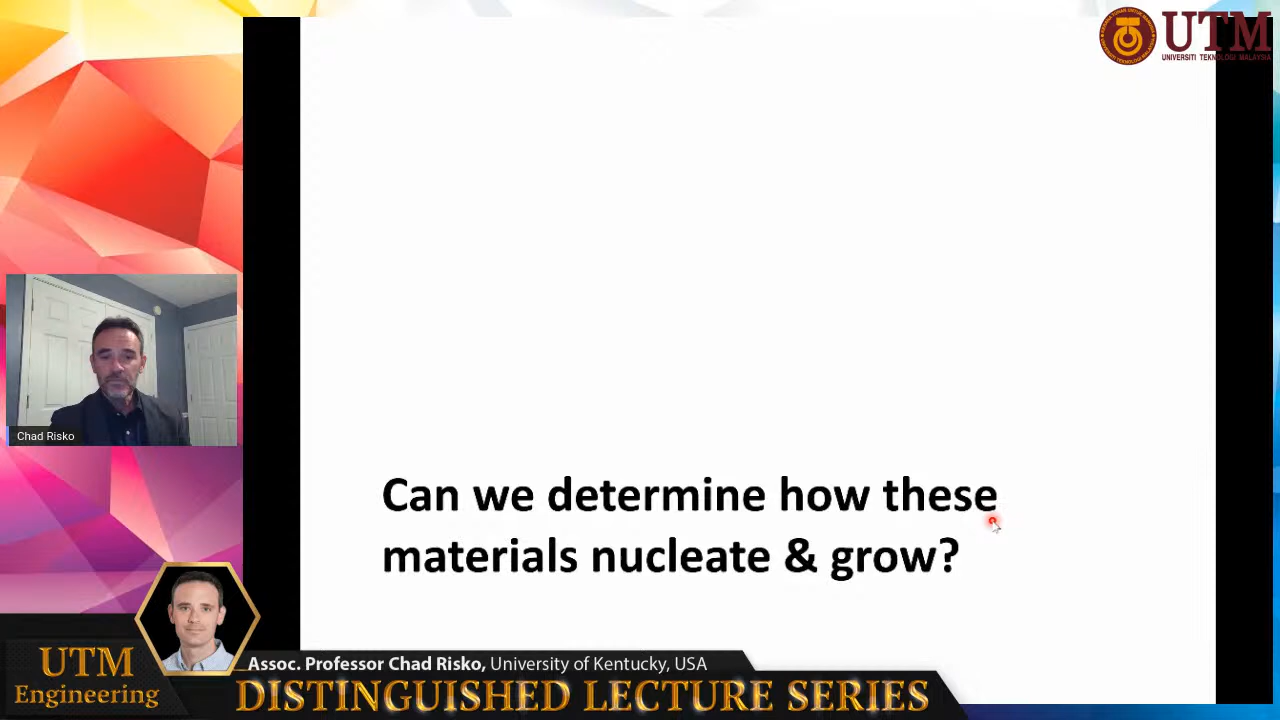 UTM
UNIVERSITI TEKNOLOGI MALAYSIA
Can we determine how these
materials nucleate & grow?
Chad Risko
UTM
Engineering
Assoc. Professor Chad Risko, University of Kentucky, USA
DISTINGUISHED LECTURE SERIES